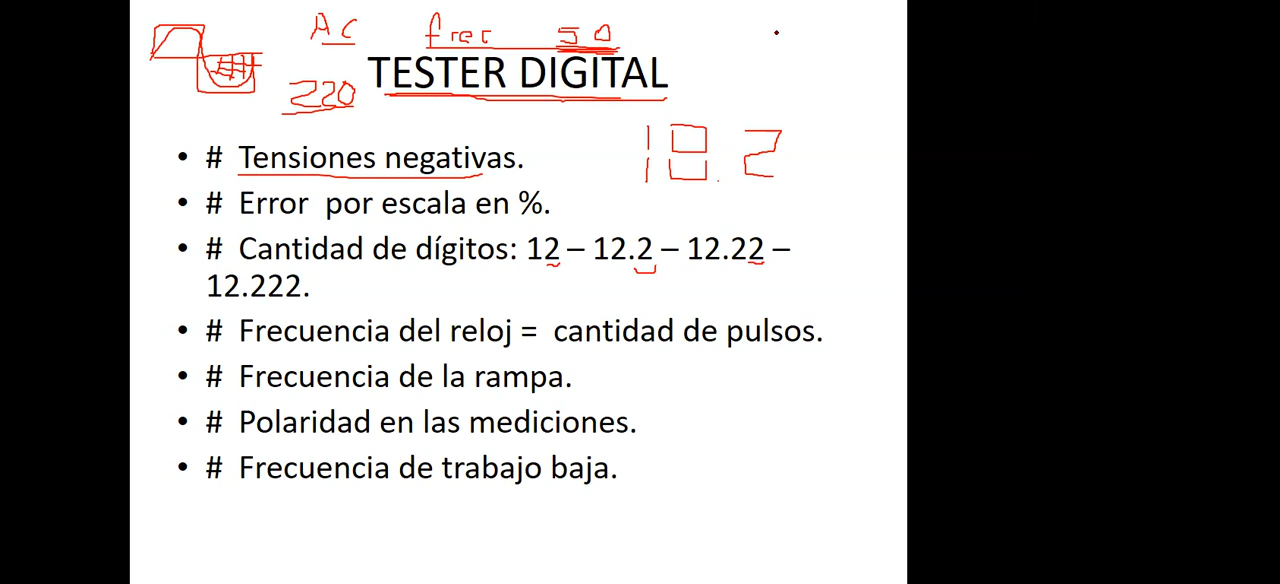 AC frec 50
TESTER DIGITAL
220
18.2
• # Tensiones negativas.
• # Error por escala en %.
• # Cantidad de dígitos: 12 – 12.2 – 12.22 –
12.222.
• # Frecuencia del reloj = cantidad de pulsos.
• # Frecuencia de la rampa.
• # Polaridad en las mediciones.
• # Frecuencia de trabajo baja.